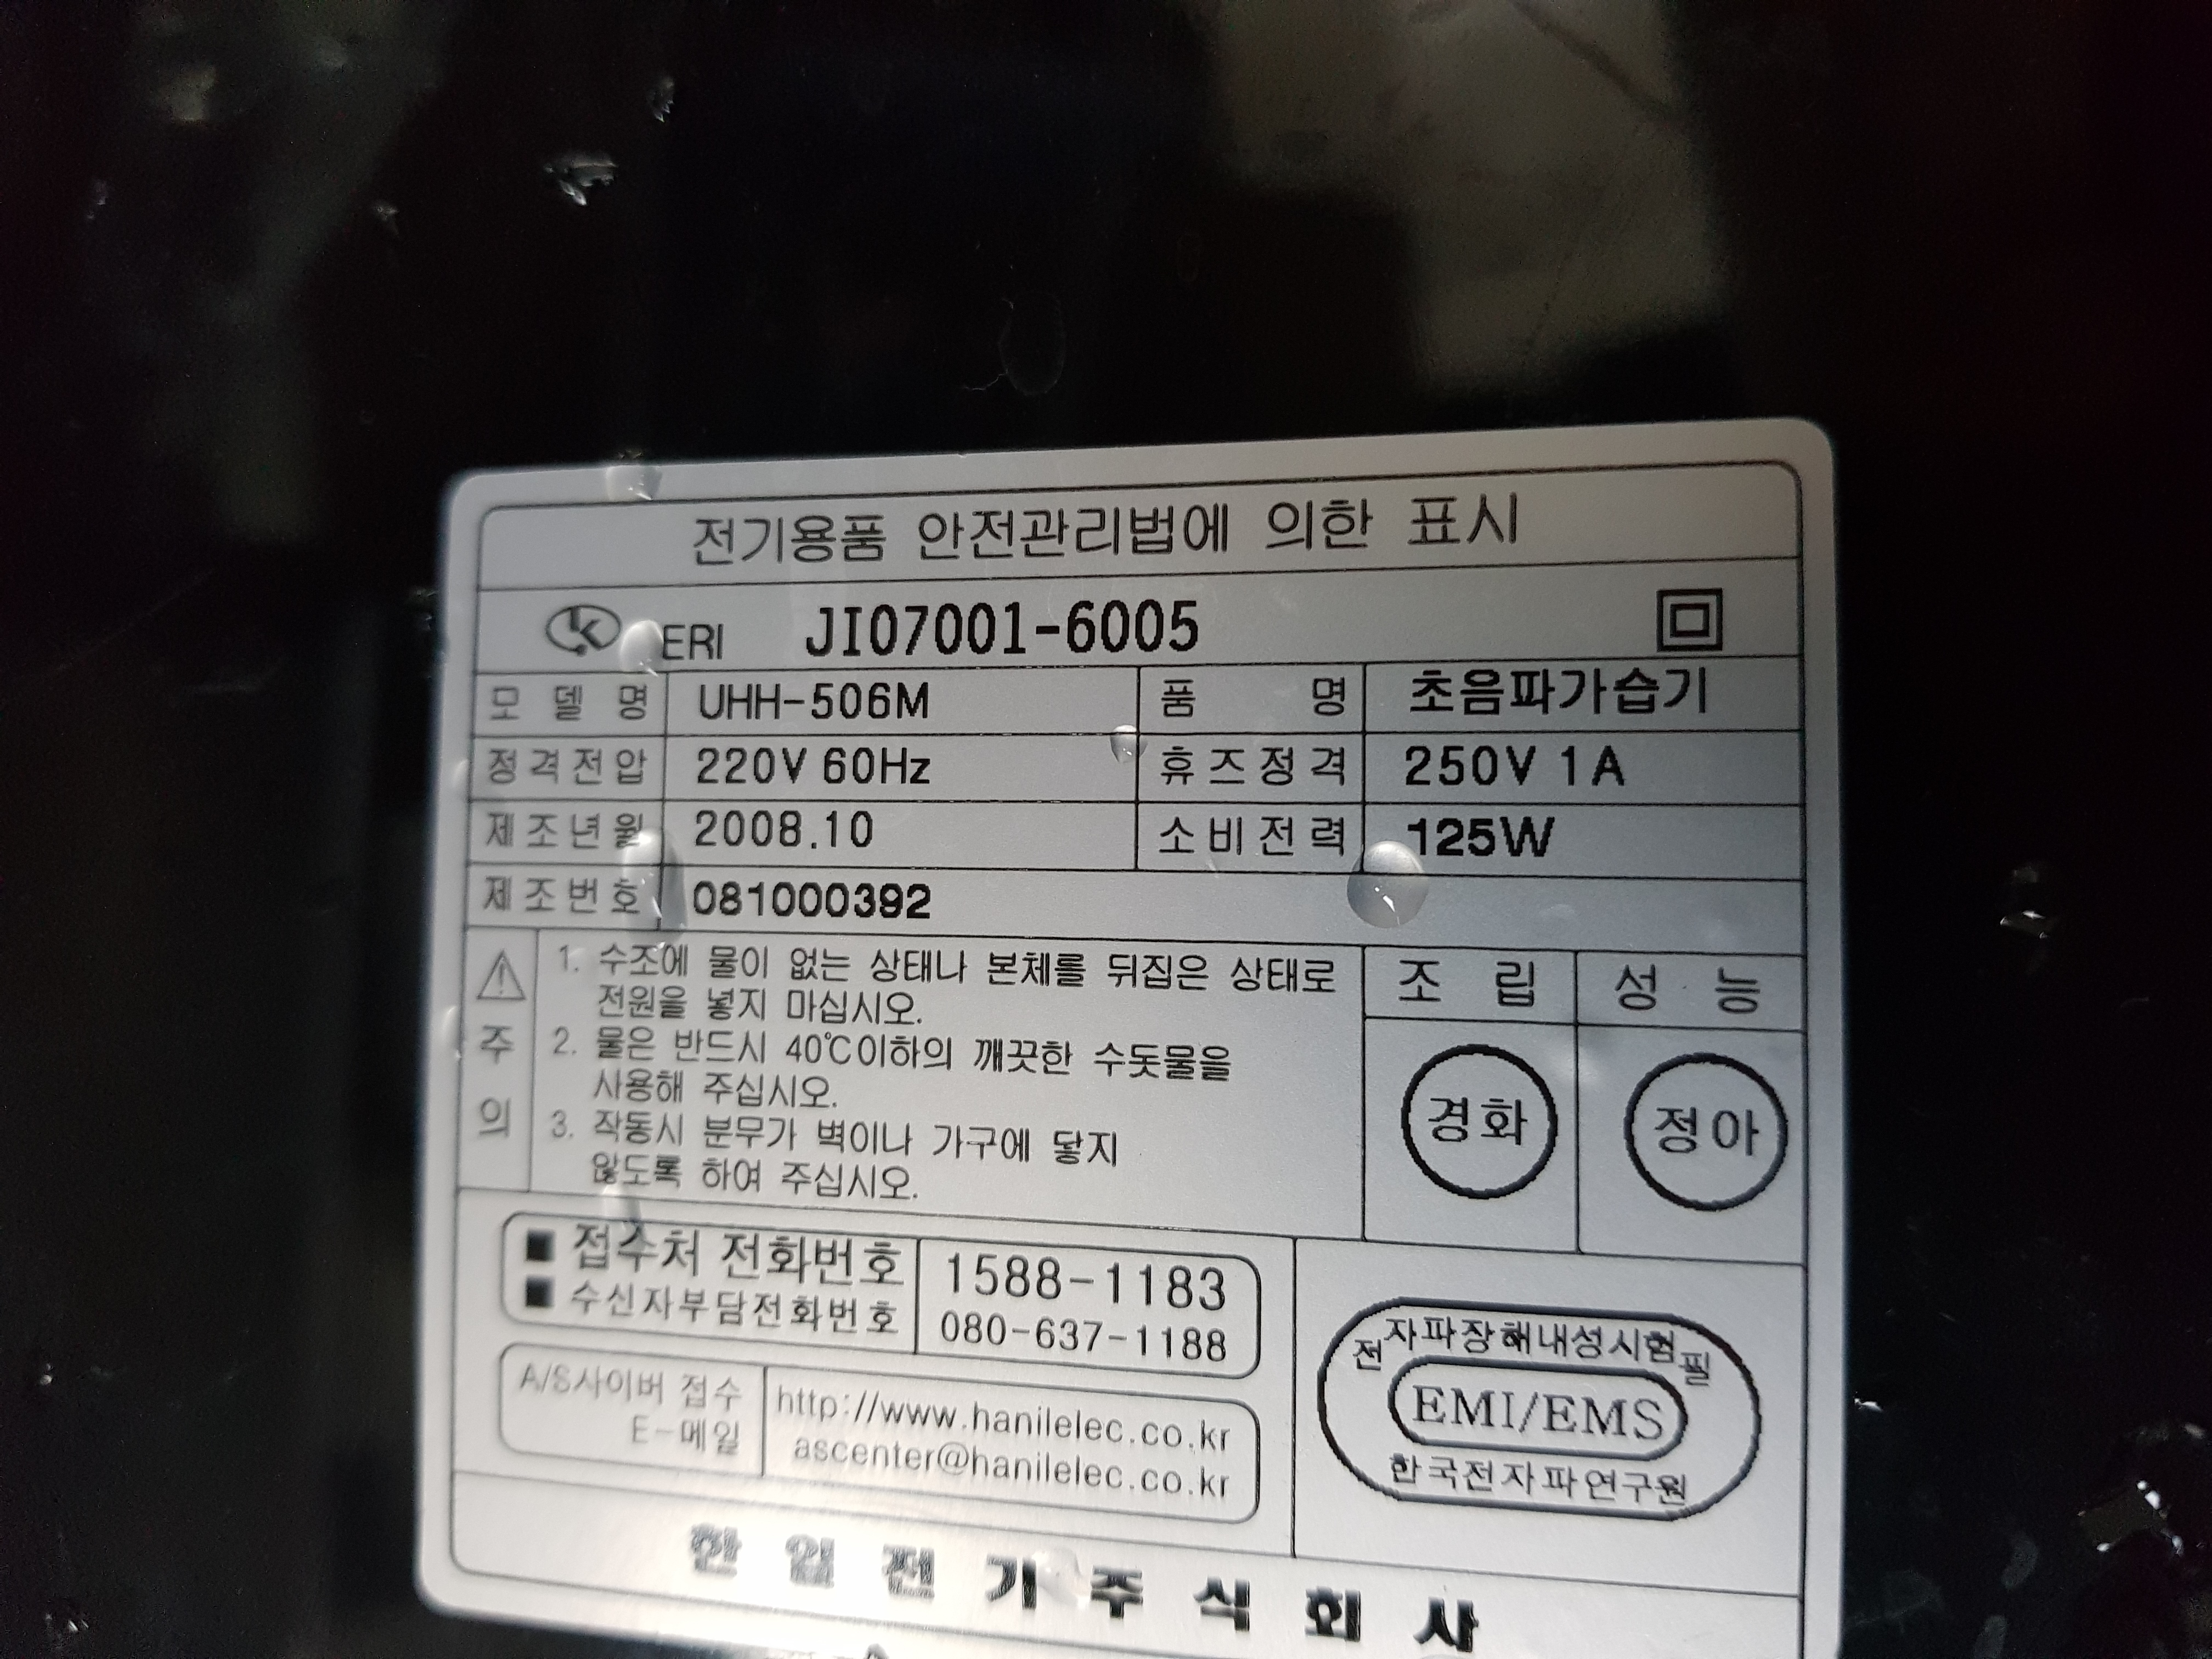 전기용품 안전관리법에 의한 표시
ERI JI07001-6005
모델명 UHH-506M 품명 초음파가습기
정격전압 220V 60Hz 휴즈정격 250V 1A
제조년월 2008.10 소비전력 125W
제조번호 081000392
주의
1. 수조에 물이 없는 상태나 본체를 뒤집은 상태로
전원을 넣지 마십시오.
2. 물은 반드시 40℃이하의 깨끗한 수돗물을
사용해 주십시오.
3. 작동시 분무가 벽이나 가구에 닿지
않도록 하여 주십시오.
조립 성능
경화 정아
■ 접수처 전화번호 1588-1183
■ 수신자부담전화번호 080-637-1188
A/S사이버 접수 http://www.hanilelec.co.kr
E-메일 ascenter@hanilelec.co.kr
전자파장해내성시험필
EMI/EMS
한국전자파연구원
한일전기주식회사